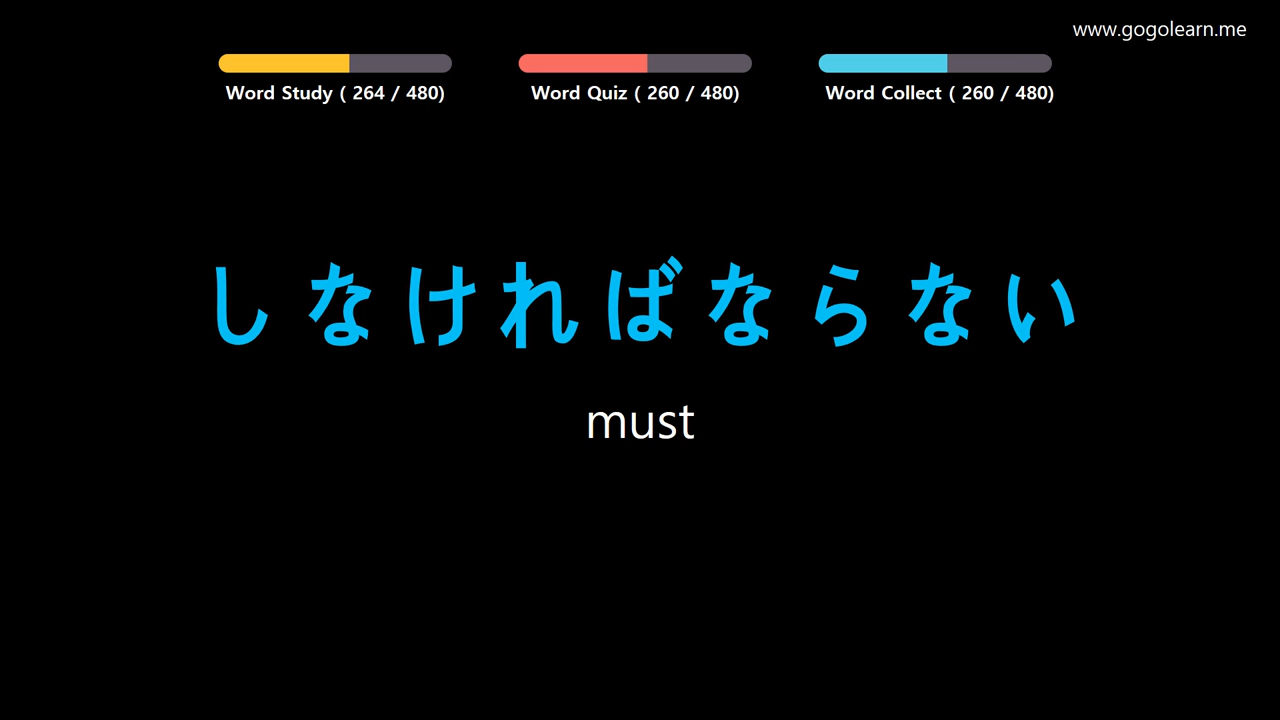 www.gogolearn.me
Word Study ( 264 / 480)
Word Quiz ( 260 / 480)
Word Collect ( 260 / 480)
しなければならない
must